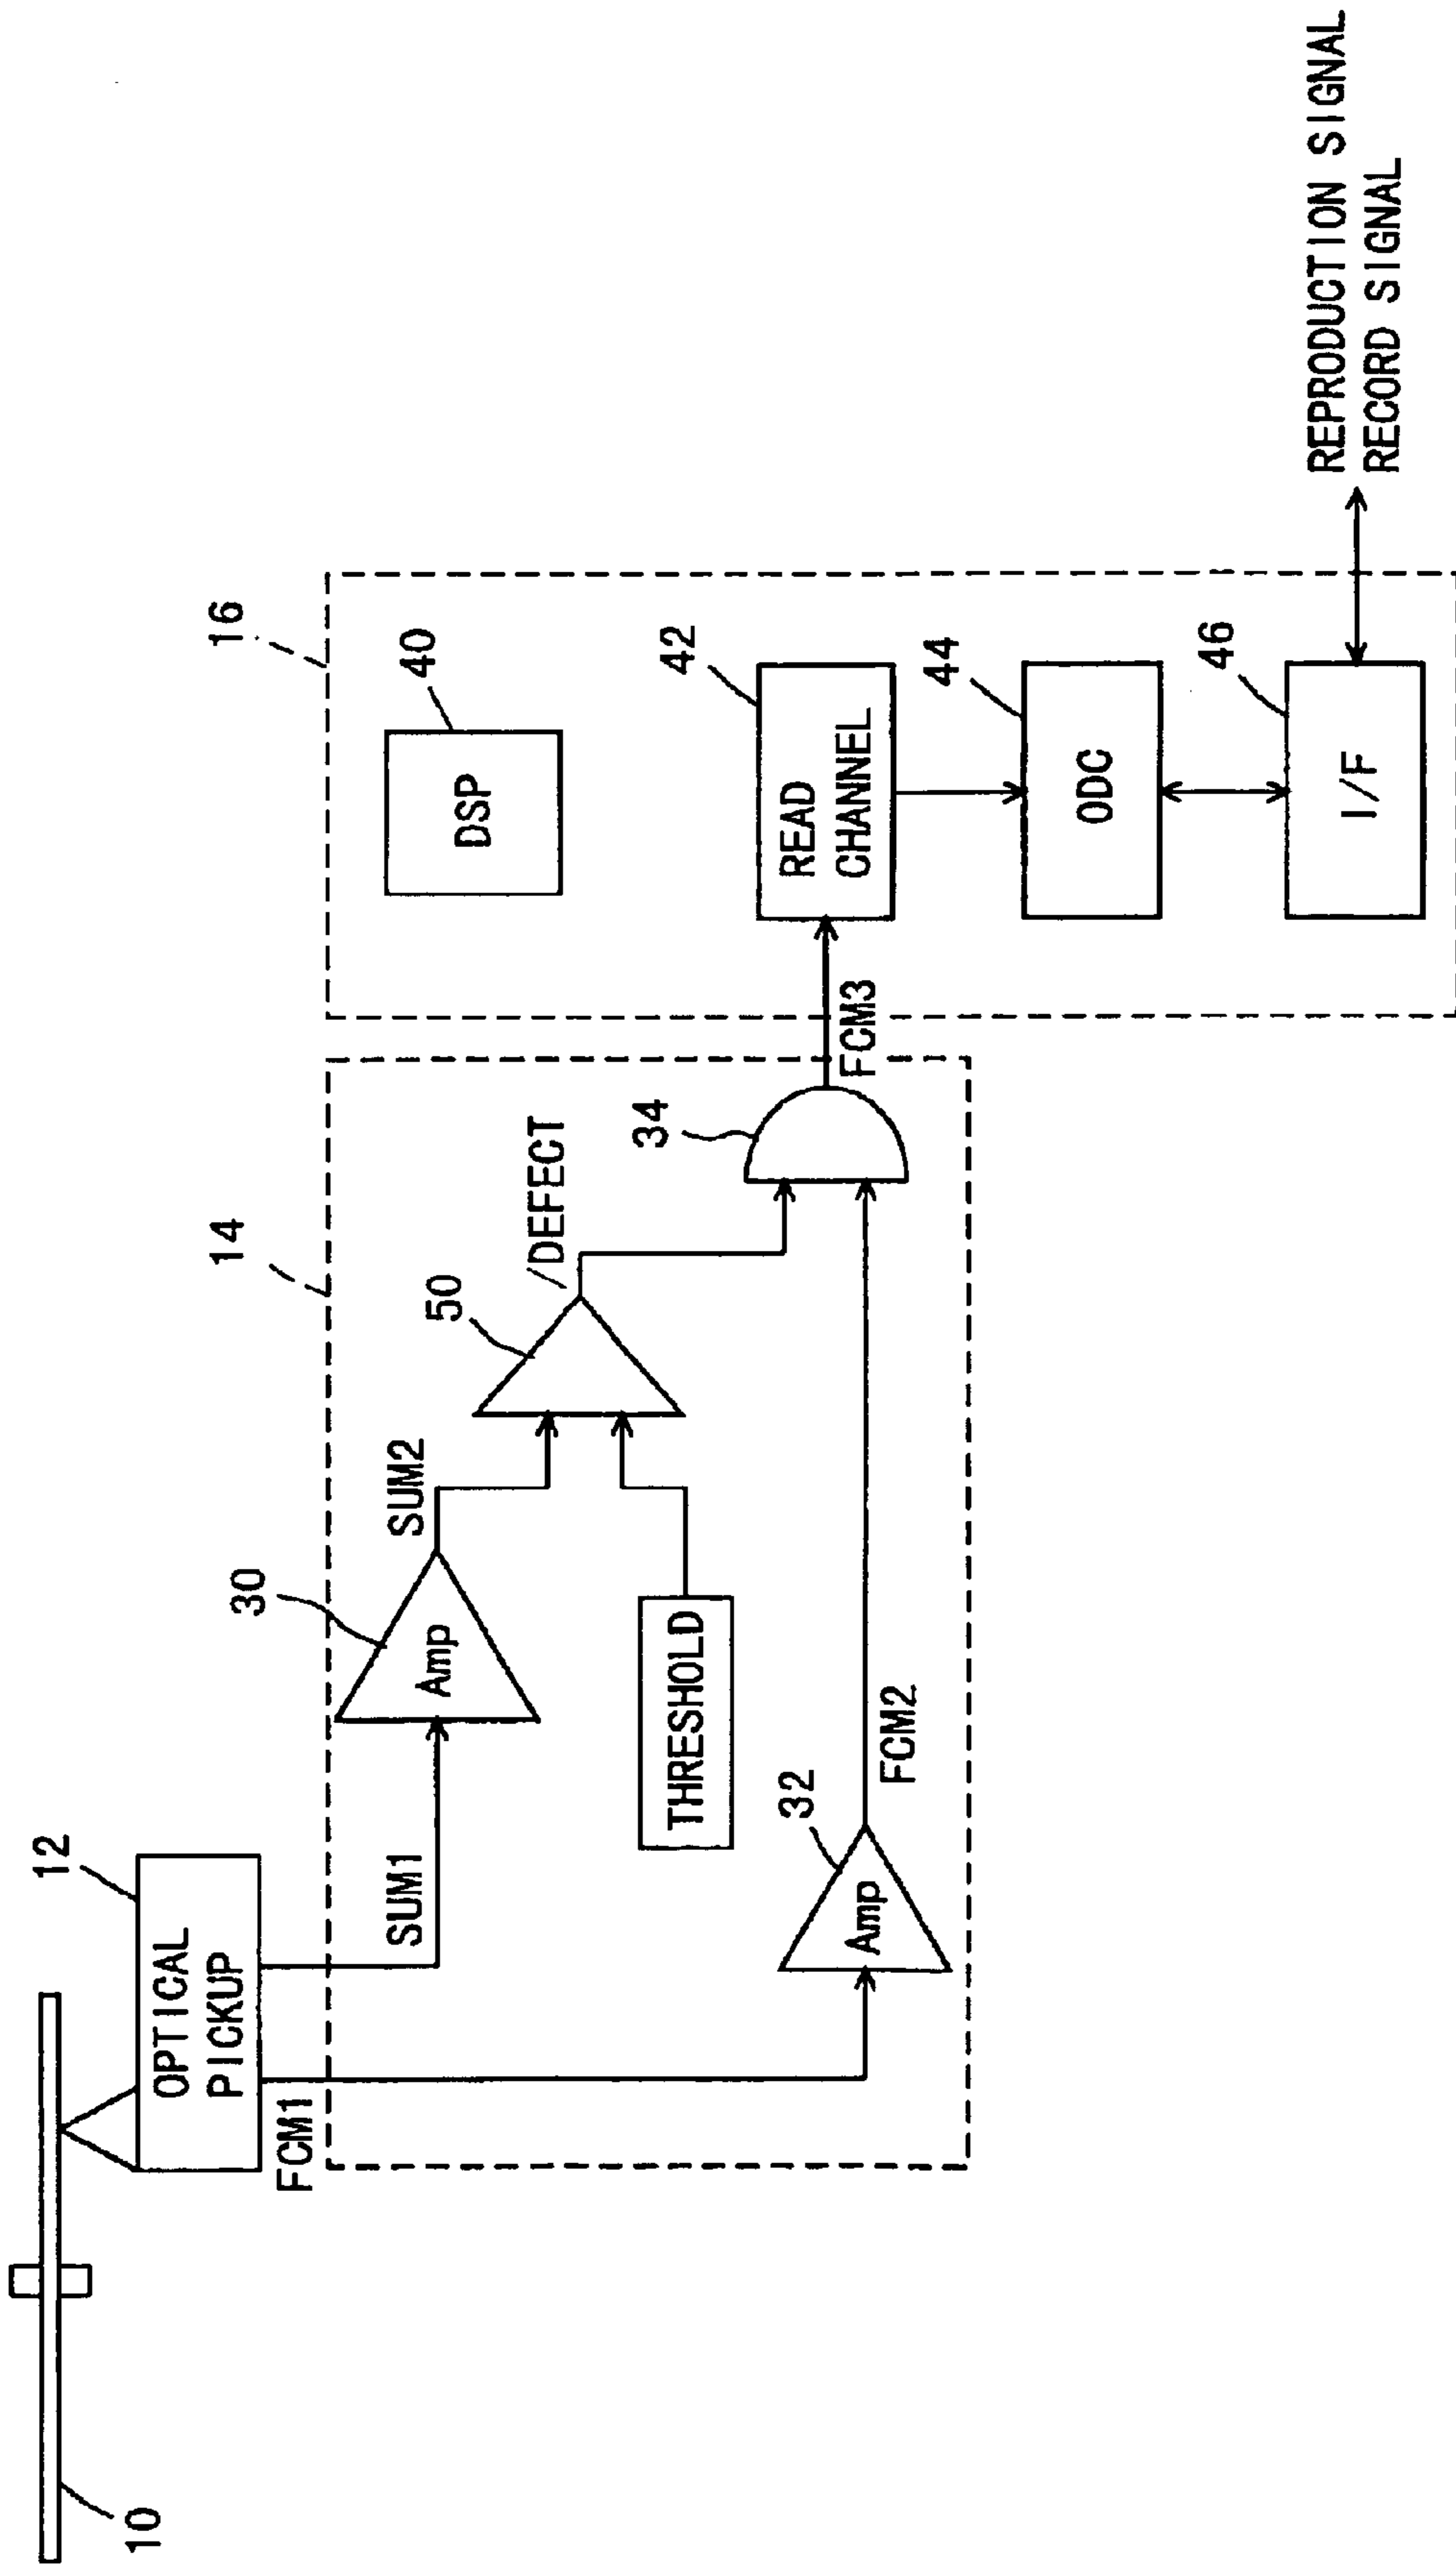 10
12
OPTICAL
PICKUP
FCM1
SUM1
14
30
Amp
SUM2
THRESHOLD
50
/DEFECT
32
Amp
FCM2
34
FCM3
16
40
DSP
42
READ
CHANNEL
44
ODC
46
I/F
REPRODUCTION SIGNAL
RECORD SIGNAL